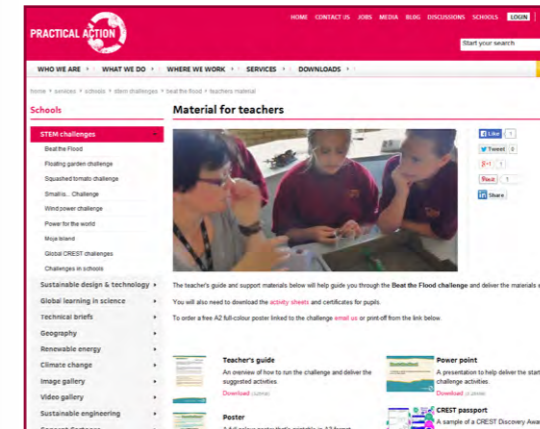 HOME CONTACT US JOBS MEDIA BLOG DISCUSSIONS SCHOOLS LOGIN
PRACTICAL ACTION
Start your search
WHO WE ARE WHAT WE DO WHERE WE WORK SERVICES DOWNLOADS
home services schools stem challenges beat the flood teachers material
Schools
Material for teachers
STEM challenges
Beat the Flood
Floating garden challenge
Squashed tomato challenge
Small is... Challenge
Wind power challenge
Power for the world
Moja Island
Global CREST challenges
Challenges in schools
Sustainable design & technology
Global learning in science
Technical briefs
Geography
Renewable energy
Climate change
Image gallery
Video gallery
Sustainable engineering
Like 1
Tweet 0
1
Pin it 1
Share
The teacher's guide and support materials below will help guide you through the Beat the Flood challenge and deliver the materials
You will also need to download the activity sheets and certificates for pupils.
To order a free A2 full-colour poster linked to the challenge email us or print-off from the link below.
Teacher's guide
An overview of how to run the challenge and deliver the
suggested activities.
Download
Power point
A presentation to help deliver the start
challenge activities.
Download
Poster
CREST passport
A sample of a CREST Discovery Awa